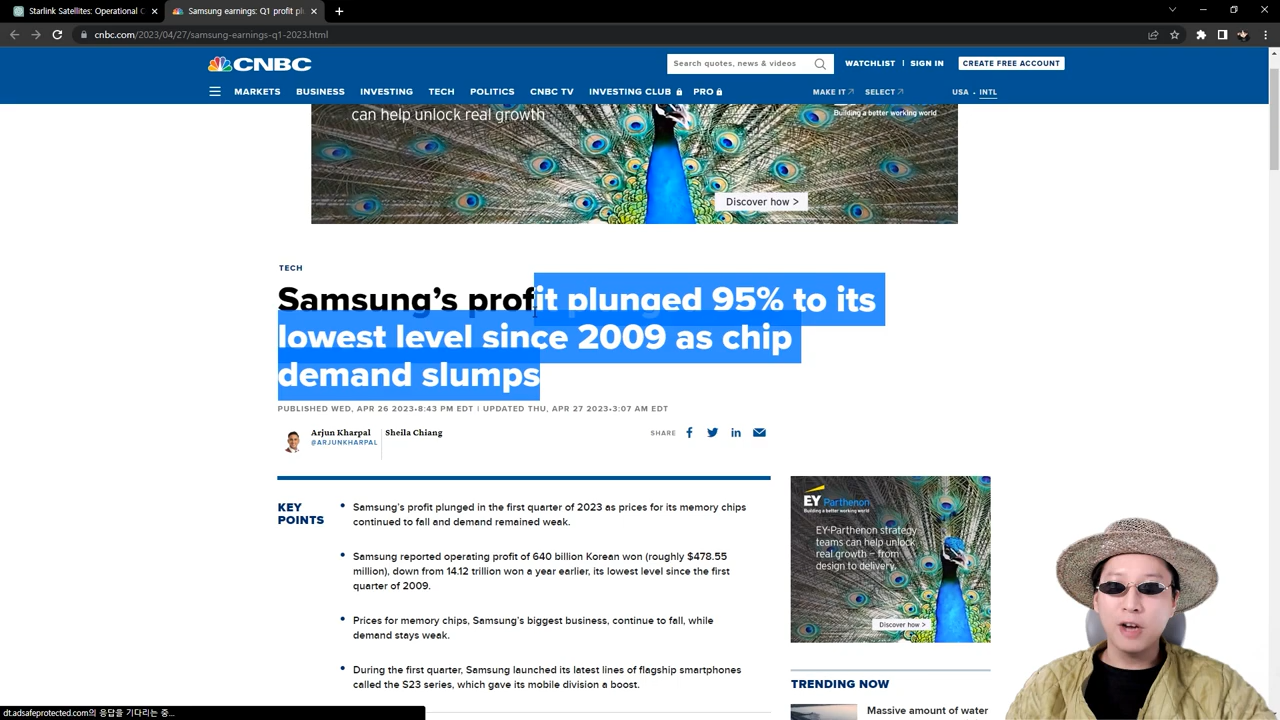 Starlink Satellites: Openai C
Samsung Q1 profit pl
cnbc.com/2023/04/27/samsung-earnings-q1-2023.html
CNBC
Search quotes, news & videos
WATCHLIST | SIGN IN
CREATE FREE ACCOUNT
MARKETS BUSINESS INVESTING TECH POLITICS CNBC TV INVESTING CLUB PRO
MAKE IT SELECT
USA • INTL
can help unlock real growth
Building a better working world
Discover how >
TECH
Samsung’s profit plunged 95% to its
lowest level since 2009 as chip
demand slumps
PUBLISHED WED, APR 26 2023•8:43 PM EDT | UPDATED THU, APR 27 2023•3:07 AM EDT
Arjun Kharpal
@ARJUNKHARPAL
Sheila Chiang
SHARE
KEY
POINTS
Samsung’s profit plunged in the first quarter of 2023 as prices for its memory chips
continued to fall and demand remained weak.
Samsung reported operating profit of 640 billion Korean won (roughly $478.55
million), down from 14.12 trillion won a year earlier, its lowest level since the first
quarter of 2009.
Prices for memory chips, Samsung’s biggest business, continue to fall, while
demand stays weak.
During the first quarter, Samsung launched its latest lines of flagship smartphones
called the S23 series, which gave its mobile division a boost.
EY Parthenon
Building a better working world
EY-Parthenon strategy
teams can help unlock
real growth – from
design to delivery.
Discover how >
TRENDING NOW
Massive amount of water
dt.adsafeprotected.com의 응답을 기다리는 중...